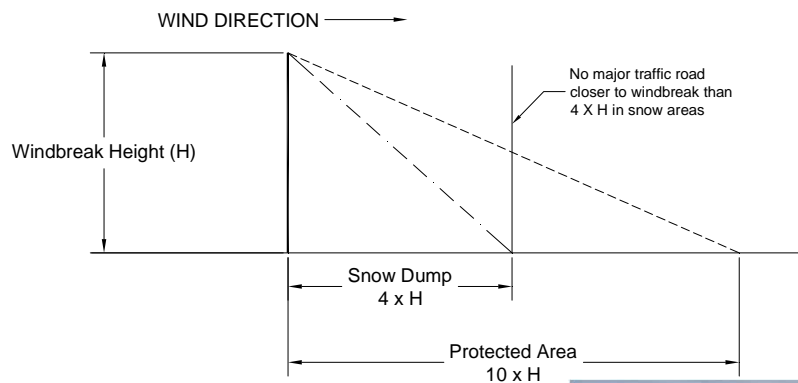 WIND DIRECTION
No major traffic road
closer to windbreak than
4 X H in snow areas
Windbreak Height (H)
Snow Dump
4 x H
Protected Area
10 x H